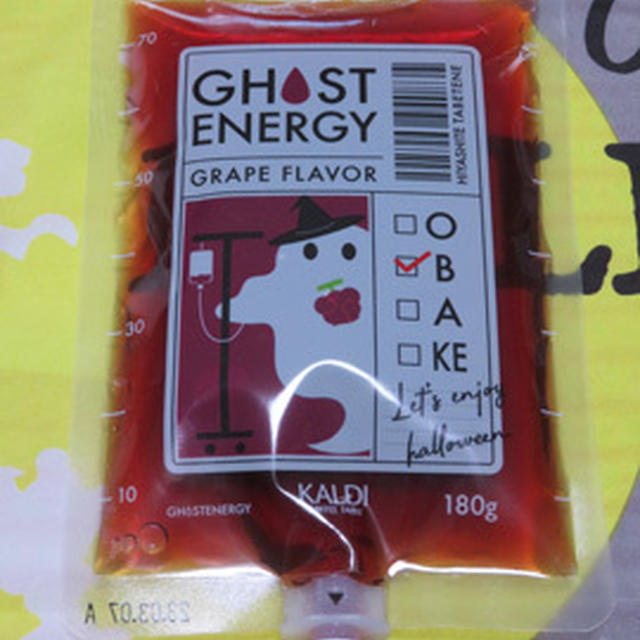 70
GHOST
ENERGY
GRAPE FLAVOR
HIYASHITE TABETENE
50
O
B
A
KE
30
Let's enjoy
halloween
10
GHOSTENERGY
KALDI
180g
23.03.07 A